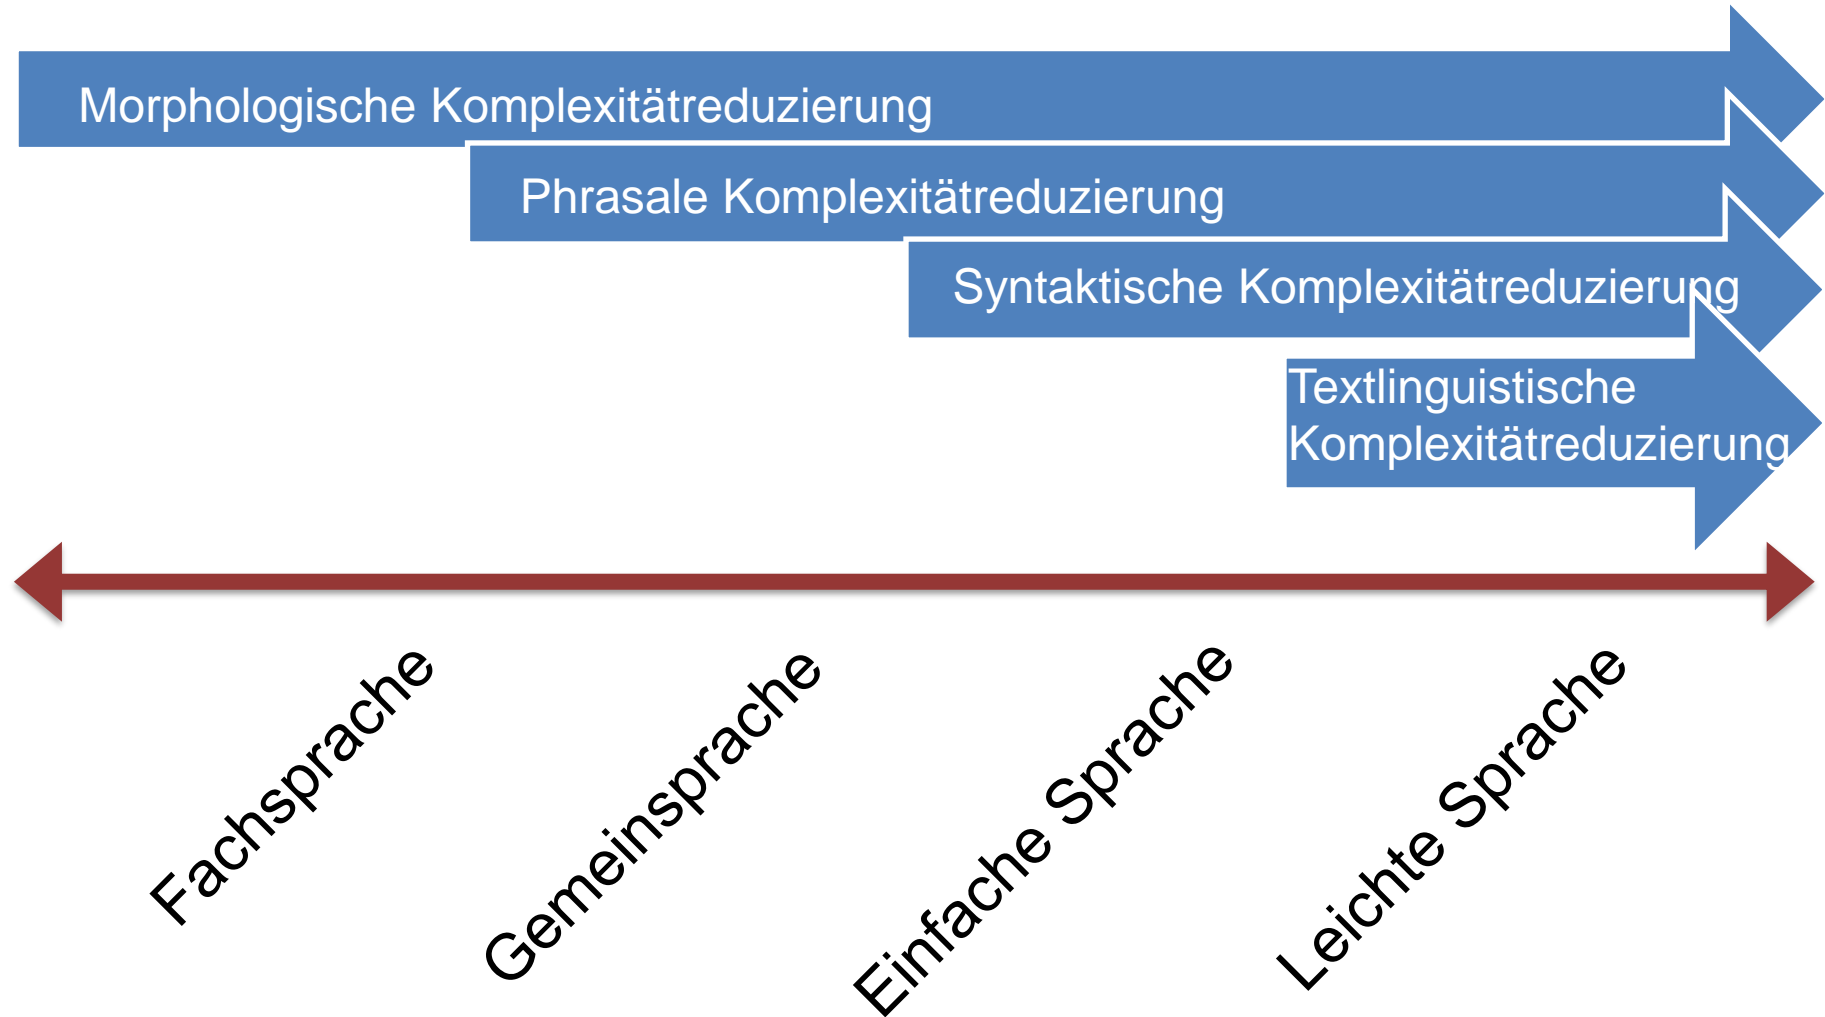 Morphologische Komplexitätreduzierung
Phrasale Komplexitätreduzierung
Syntaktische Komplexitätreduzierung
Textlinguistische
Komplexitätreduzierung
Fachsprache
Gemeinsprache
Einfache Sprache
Leichte Sprache